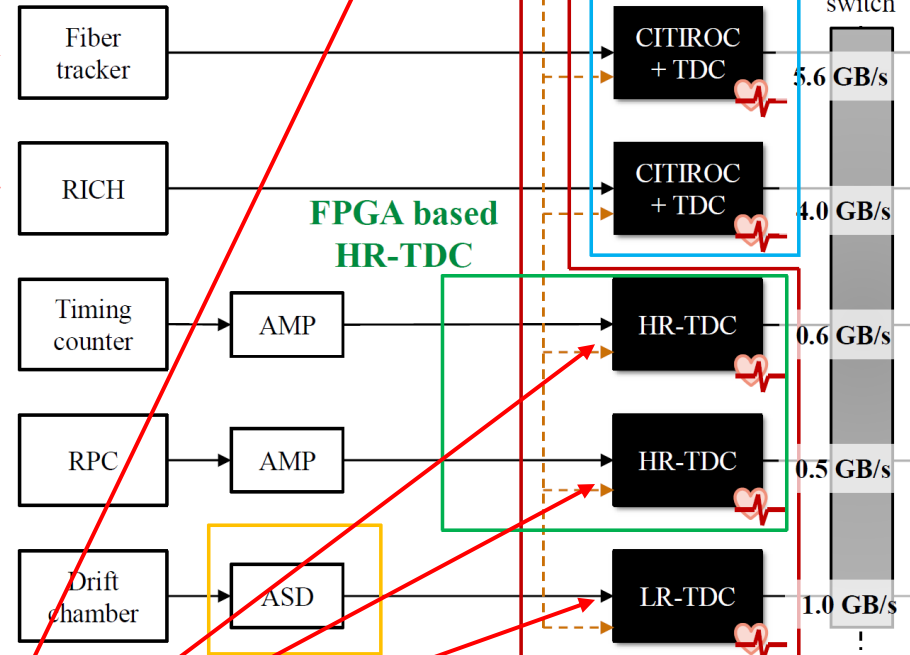 switch
Fiber
tracker
CITIROC
+ TDC
5.6 GB/s
RICH
CITIROC
+ TDC
4.0 GB/s
FPGA based
HR-TDC
Timing
counter
AMP
HR-TDC
0.6 GB/s
RPC
AMP
HR-TDC
0.5 GB/s
Drift
chamber
ASD
LR-TDC
1.0 GB/s